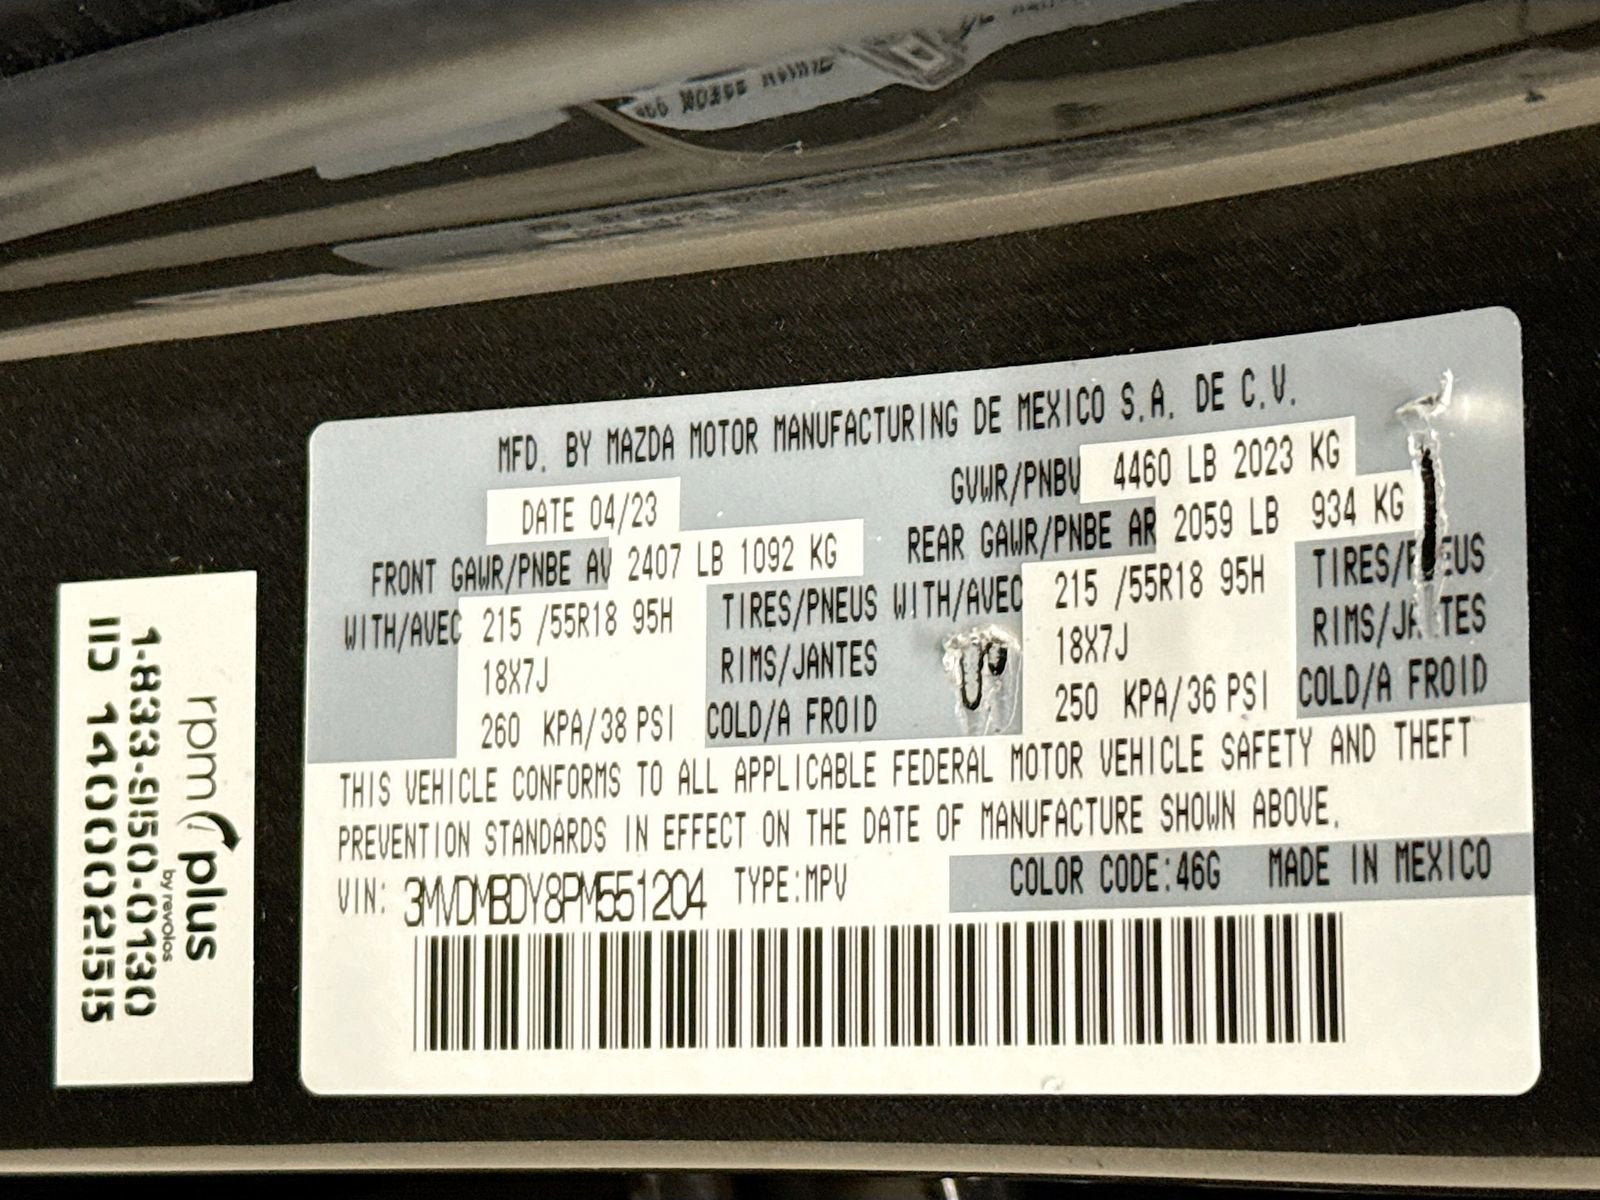 MFD. BY MAZDA MOTOR MANUFACTURING DE MEXICO S.A. DE C.V.
DATE 04/23 GVWR/PNBV 4460 LB 2023 KG
FRONT GAWR/PNBE AV 2407 LB 1092 KG REAR GAWR/PNBE AR 2059 LB 934 KG
WITH/AVEC 215 /55R18 95H TIRES/PNEUS WITH/AVEC 215 /55R18 95H TIRES/PNEUS
18X7J RIMS/JANTES 18X7J RIMS/JANTES
260 KPA/38 PSI COLD/A FROID 250 KPA/36 PSI COLD/A FROID
THIS VEHICLE CONFORMS TO ALL APPLICABLE FEDERAL MOTOR VEHICLE SAFETY AND THEFT
PREVENTION STANDARDS IN EFFECT ON THE DATE OF MANUFACTURE SHOWN ABOVE.
VIN: 3MVDMBDY8PM551204 TYPE:MPV COLOR CODE:46G MADE IN MEXICO
rpm plus
by revolos
1-833-950-0130
ID 14000255